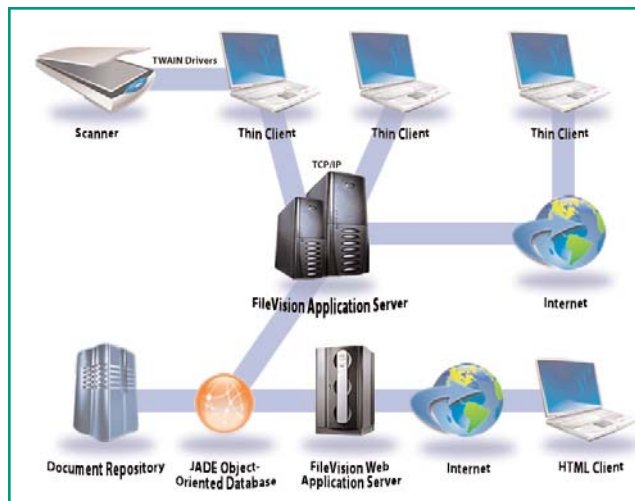 TWAIN Drivers
Scanner
Thin Client
Thin Client
Thin Client
TCP/IP
FileVision Application Server
Internet
Document Repository
JADE Object-
Oriented Database
FileVision Web
Application Server
Internet
HTML Client